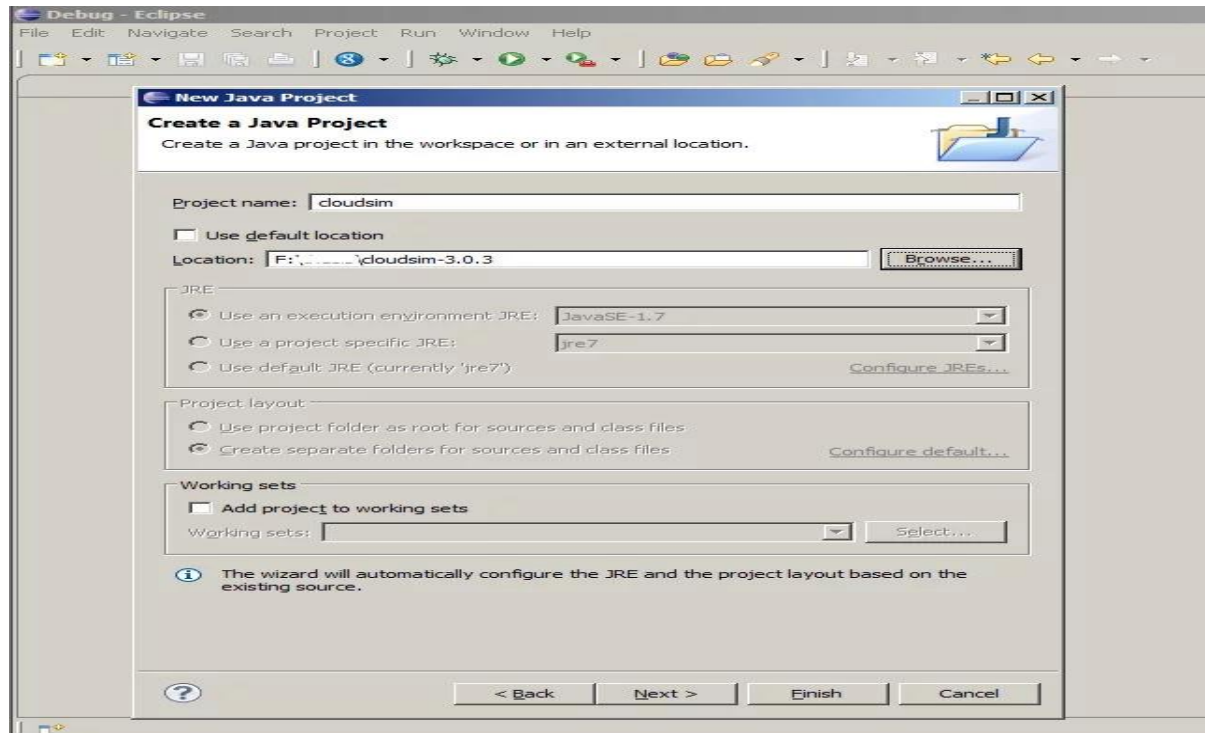 Debug - Eclipse
File Edit Navigate Search Project Run Window Help
8
New Java Project
Create a Java Project
Create a Java project in the workspace or in an external location.
Project name: cloudsim
Use default location
Location: F:\ \cloudsim-3.0.3 Browse...
JRE
Use an execution environment JRE: JavaSE-1.7
Use a project specific JRE: jre7
Use default JRE (currently 'jre7') Configure JREs...
Project layout
Use project folder as root for sources and class files
Create separate folders for sources and class files Configure default...
Working sets
Add project to working sets
Working sets: Select...
The wizard will automatically configure the JRE and the project layout based on the
existing source.
? < Back Next > Finish Cancel